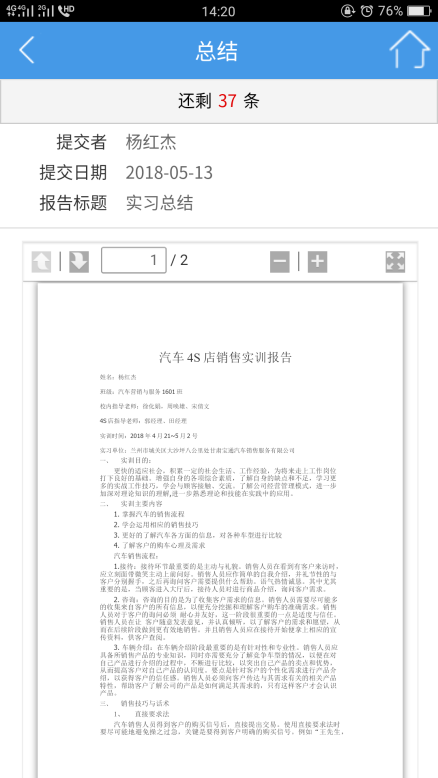 4G 4G 2G HD 14:20 76%
总结
还剩 37 条
提交者 杨红杰
提交日期 2018-05-13
报告标题 实习总结
1 / 2
汽车 4S 店销售实训报告
姓名：杨红杰
班级：汽车营销与服务 1601 班
校内指导老师：徐化娟、周映暖、宋倩文
4S 店指导老师：郭经理、田经理
实训时间：2018 年 4 月 21~5 月 2 号
实习单位：兰州市城关区大沙坪八公里处甘肃宝通汽车销售服务有限公司
一、 实训目的：
更快的适应社会，积累一定的社会生活、工作经验，为将来走上工作岗位
打下良好的基础。增强自身的各项综合素质，了解自身的缺点和不足，学习更
多的实战工作技巧，学会与顾客接触、交流。了解公司经营管理模式，进一步
加深对理论知识的理解,进一步熟悉理论和技能在实践中的应用。
二、 实训主要内容
1. 掌握汽车的销售流程
2. 学会运用相应的销售技巧
3. 更好的了解汽车各方面的信息、对各种车型进行比较
4. 了解客户的购车心理及需求
汽车销售流程：
1.接待：接待环节最重要的是主动与礼貌。销售人员在看到有客户来访时，
应立刻面带微笑主动上前问好。销售人员应作简单的自我介绍，并礼节性的与
客户分别握手，之后再询问客户需要提供什么帮助。语气热情诚恳。其中尤其
重要的是，当顾客进入大厅后，接待人员对进行商品介绍，询问客户需求。
2. 咨询：咨询的目的是为了收集客户需求的信息。销售人员需要尽可能多
的收集来自客户的所有信息，以便充分挖掘和理解客户购车的准确需求。销售
人员对于客户的询问必须 耐心并友好，这一阶段很重要的一点是适度与信任。
销售人员在让 客户随意发表意见，并认真倾听，以了解客户的需求和愿望，从
而在后续阶段做到更有效地销售。并且销售人员应在接待开始便拿上相应的宣
传资料，供客户查阅。
3. 车辆介绍：在车辆介绍阶段最重要的是有针对性和专业性。销售人员应
具备所销售产品的专业知识，同时亦需要充分了解竞争车型的情况，以便在对
自己产品进行介绍的过程中，不断进行比较，以突出自己产品的卖点和优势，
从而提高客户对自己产品的认同度。要点是针对客户的个性化需求进行产品介
绍，以获得客户的信任感。销售人员必须向客户传达与其需求有关的相关产品
特性，帮助客户了解公司的产品是如何满足其需求的，只有这样客户才会认识
产品。
三、 销售技巧与话术
1、 直接要求法
汽车销售人员得到客户的购买信号后，直接提出交易。使用直接要求法时
要尽可能地避免操之过急，关键是要得到客户明确的购买信号。例如“王先生，